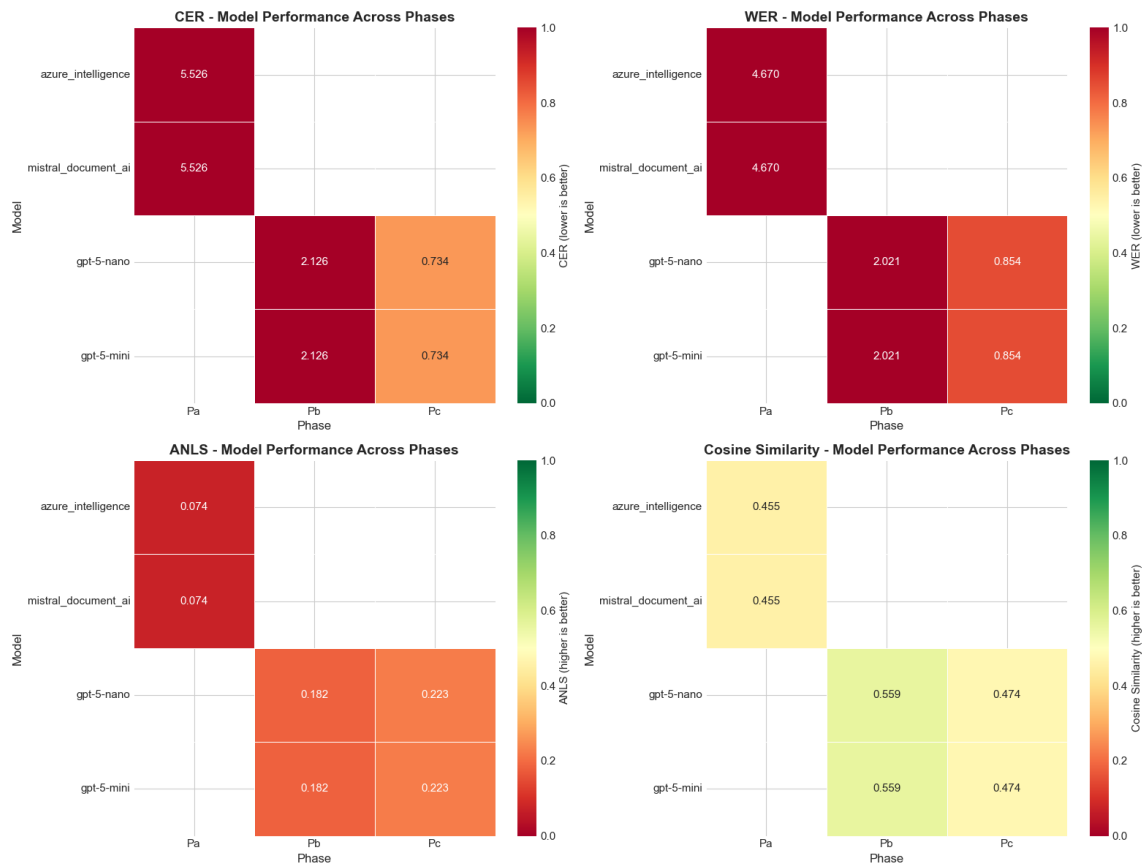 CER - Model Performance Across Phases
azure_intelligence
mistral_document_ai
gpt-5-nano
gpt-5-mini
Model
5.526
5.526
2.126
0.734
2.126
0.734
Pa
Pb
Pc
Phase
1.0
0.8
0.6
0.4
0.2
0.0
CER (lower is better)
WER - Model Performance Across Phases
azure_intelligence
mistral_document_ai
gpt-5-nano
gpt-5-mini
Model
4.670
4.670
2.021
0.854
2.021
0.854
Pa
Pb
Pc
Phase
1.0
0.8
0.6
0.4
0.2
0.0
WER (lower is better)
ANLS - Model Performance Across Phases
azure_intelligence
mistral_document_ai
gpt-5-nano
gpt-5-mini
Model
0.074
0.074
0.182
0.223
0.182
0.223
Pa
Pb
Pc
Phase
1.0
0.8
0.6
0.4
0.2
0.0
ANLS (higher is better)
Cosine Similarity - Model Performance Across Phases
azure_intelligence
mistral_document_ai
gpt-5-nano
gpt-5-mini
Model
0.455
0.455
0.559
0.474
0.559
0.474
Pa
Pb
Pc
Phase
1.0
0.8
0.6
0.4
0.2
0.0
Cosine Similarity (higher is better)